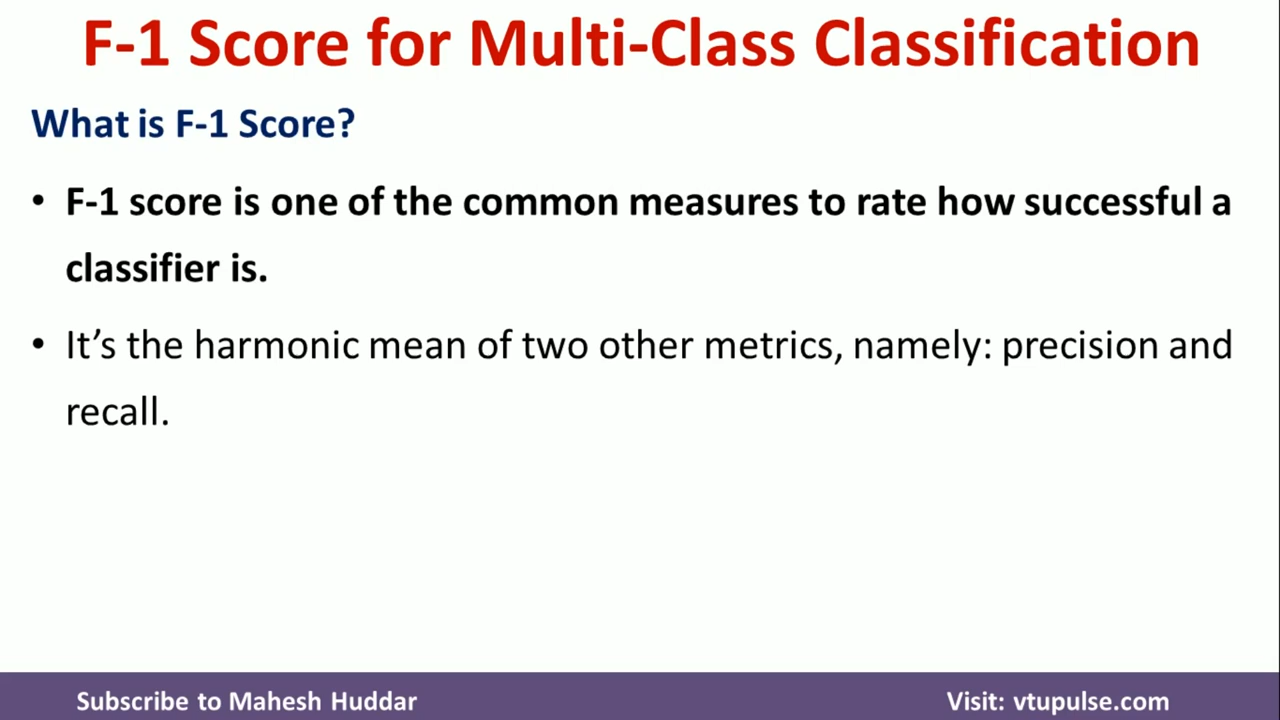 F-1 Score for Multi-Class Classification
What is F-1 Score?
• F-1 score is one of the common measures to rate how successful a
classifier is.
• It’s the harmonic mean of two other metrics, namely: precision and
recall.
Subscribe to Mahesh Huddar
Visit: vtupulse.com